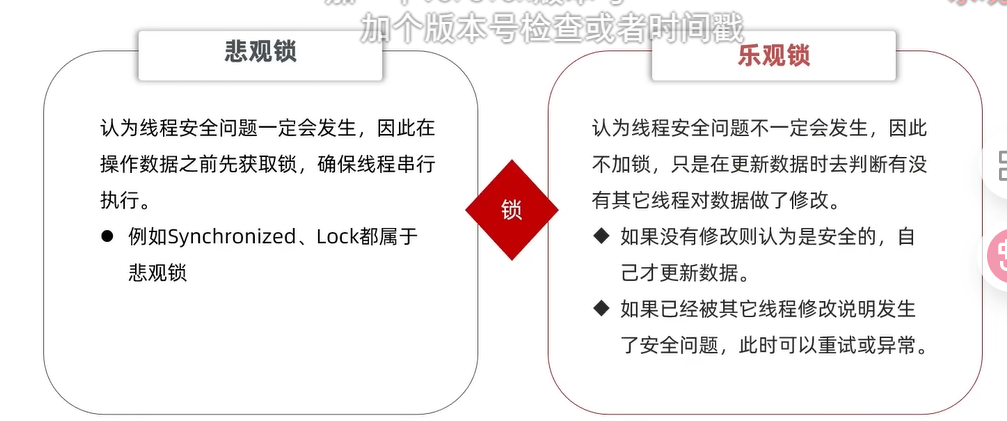 加个版本号检查或者时间戳
悲观锁
认为线程安全问题一定会发生，因此在
操作数据之前先获取锁，确保线程串行
执行。
● 例如Synchronized、Lock都属于
悲观锁
锁
乐观锁
认为线程安全问题不一定会发生，因此
不加锁，只是在更新数据时去判断有没
有其它线程对数据做了修改。
◆ 如果没有修改则认为是安全的，自
己才更新数据。
◆ 如果已经被其它线程修改说明发生
了安全问题，此时可以重试或异常。